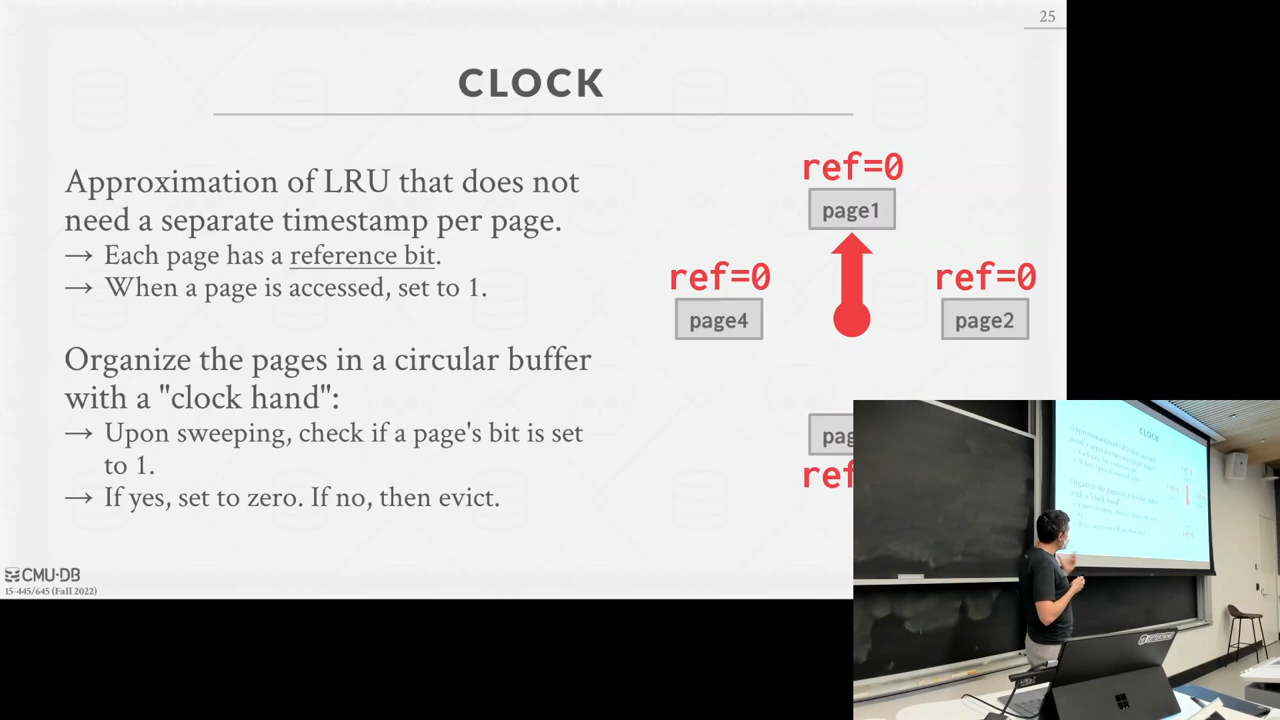 25
CLOCK
Approximation of LRU that does not
need a separate timestamp per page.
→ Each page has a reference bit.
→ When a page is accessed, set to 1.
Organize the pages in a circular buffer
with a "clock hand":
→ Upon sweeping, check if a page's bit is set
to 1.
→ If yes, set to zero. If no, then evict.
ref=0
page1
ref=0
page4
ref=0
page2
pag
ref
CMU·DB
15-445/645 (Fall 2022)
CLOCK